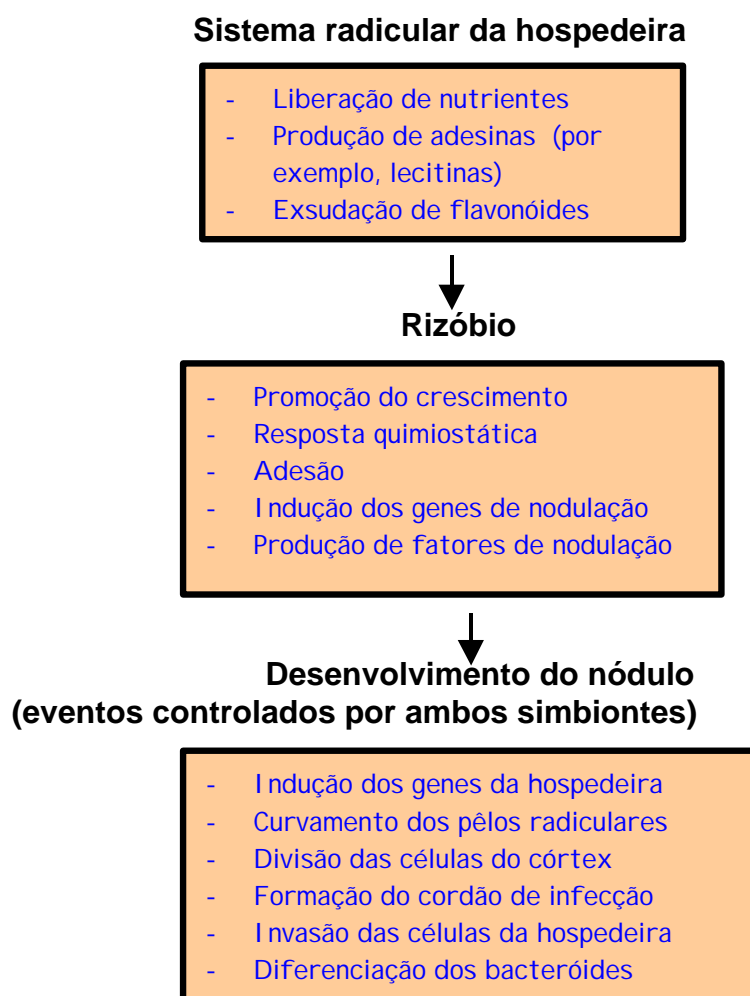 Sistema radicular da hospedeira
- Liberação de nutrientes
- Produção de adesinas (por
exemplo, lecitinas)
- Exsudação de flavonóides
Rizóbio
- Promoção do crescimento
- Resposta quimiostática
- Adesão
- Indução dos genes de nodulação
- Produção de fatores de nodulação
Desenvolvimento do nódulo
(eventos controlados por ambos simbiontes)
- Indução dos genes da hospedeira
- Curvamento dos pêlos radiculares
- Divisão das células do córtex
- Formação do cordão de infecção
- Invasão das células da hospedeira
- Diferenciação dos bacteróides